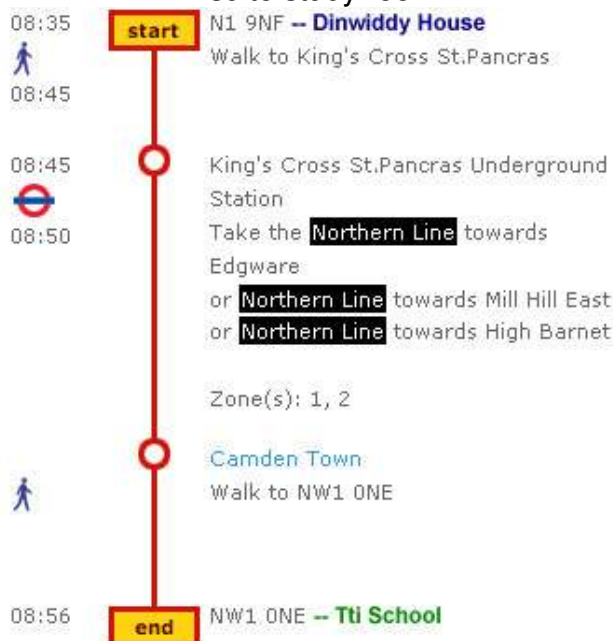 08:35 start N1 9NF -- Dinwiddy House
Walk to King's Cross St.Pancras
08:45
08:45 King's Cross St.Pancras Underground
Station
08:50 Take the Northern Line towards
Edgware
or Northern Line towards Mill Hill East
or Northern Line towards High Barnet
Zone(s): 1, 2
Camden Town
Walk to NW1 0NE
08:56 end NW1 0NE -- Tti School